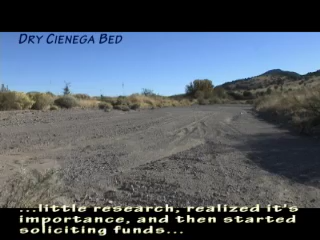 Dry Cienega Bed
...little research, realized it's
importance, and then started
soliciting funds...